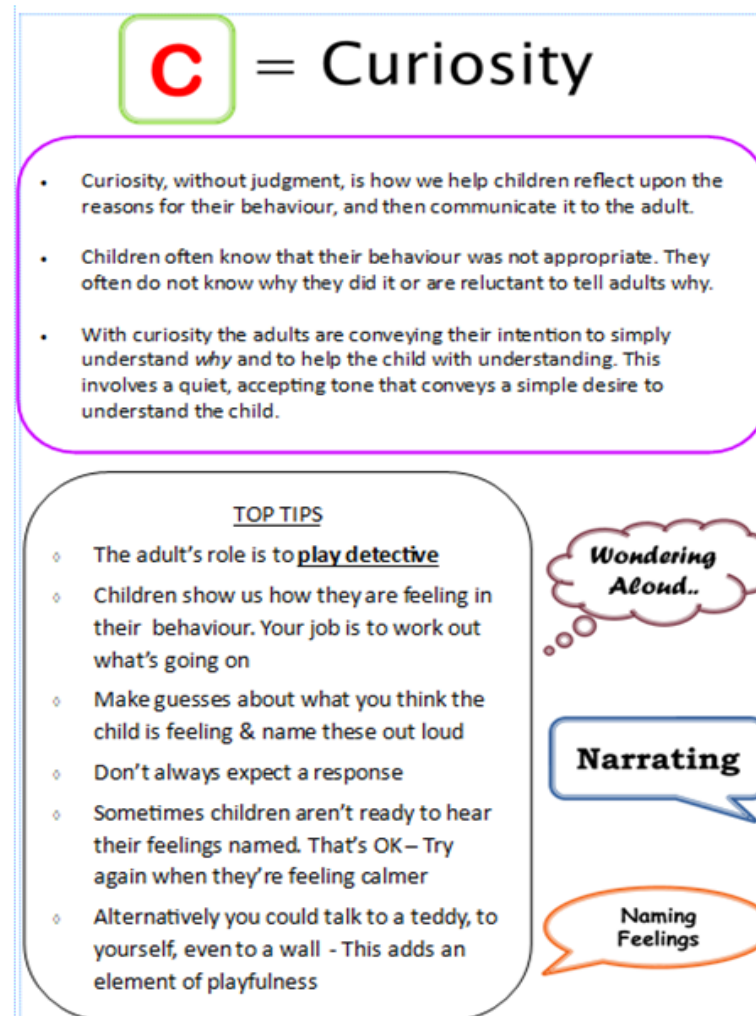 C = Curiosity
• Curiosity, without judgment, is how we help children reflect upon the
reasons for their behaviour, and then communicate it to the adult.
• Children often know that their behaviour was not appropriate. They
often do not know why they did it or are reluctant to tell adults why.
• With curiosity the adults are conveying their intention to simply
understand why and to help the child with understanding. This
involves a quiet, accepting tone that conveys a simple desire to
understand the child.
TOP TIPS
◊ The adult’s role is to play detective
◊ Children show us how they are feeling in
their behaviour. Your job is to work out
what’s going on
◊ Make guesses about what you think the
child is feeling & name these out loud
◊ Don’t always expect a response
◊ Sometimes children aren’t ready to hear
their feelings named. That’s OK – Try
again when they’re feeling calmer
◊ Alternatively you could talk to a teddy, to
yourself, even to a wall - This adds an
element of playfulness
Wondering
Aloud..
Narrating
Naming
Feelings